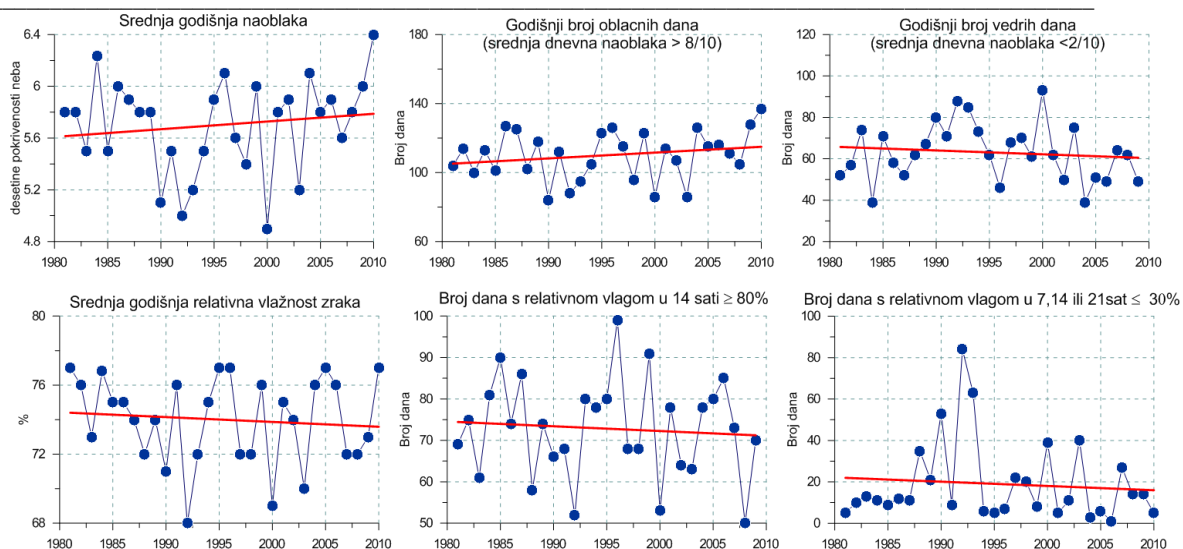 Srednja godišnja naoblaka
desetine pokrivenosti neba
6.4
6
5.6
5.2
4.8
1980 1985 1990 1995 2000 2005 2010
Godišnji broj oblacnih dana
(srednja dnevna naoblaka > 8/10)
Broj dana
180
140
100
60
1980 1985 1990 1995 2000 2005 2010
Godišnji broj vedrih dana
(srednja dnevna naoblaka <2/10)
Broj dana
120
100
80
60
40
20
1980 1985 1990 1995 2000 2005 2010
Srednja godišnja relativna vlažnost zraka
%
80
76
72
68
1980 1985 1990 1995 2000 2005 2010
Broj dana s relativnom vlagom u 14 sati ≥ 80%
Broj dana
100
90
80
70
60
50
1980 1985 1990 1995 2000 2005 2010
Broj dana s relativnom vlagom u 7,14 ili 21sat ≤ 30%
Broj dana
100
80
60
40
20
0
1980 1985 1990 1995 2000 2005 2010